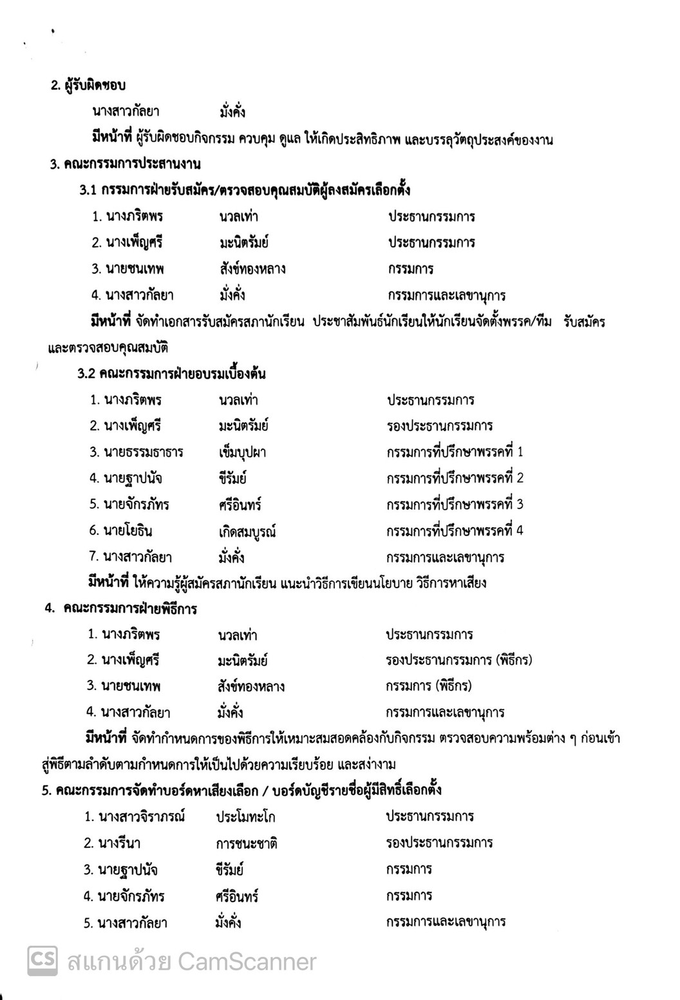 2. ผู้รับผิดชอบ
นางสาวกัลยา มั่งคั่ง
มีหน้าที่ ผู้รับผิดชอบกิจกรรม ควบคุม ดูแล ให้เกิดประสิทธิภาพ และบรรลุวัตถุประสงค์ของงาน
3. คณะกรรมการประสานงาน
3.1 กรรมการฝ่ายรับสมัคร/ตรวจสอบคุณสมบัติผู้ลงสมัครเลือกตั้ง
1. นางภริตพร นวลเท่า ประธานกรรมการ
2. นางเพ็ญศรี มะนิตรัมย์ ประธานกรรมการ
3. นายชนเทพ สังข์ทองหลาง กรรมการ
4. นางสาวกัลยา มั่งคั่ง กรรมการและเลขานุการ
มีหน้าที่ จัดทำเอกสารรับสมัครสภานักเรียน ประชาสัมพันธ์นักเรียนให้นักเรียนจัดตั้งพรรค/ทีม รับสมัคร
และตรวจสอบคุณสมบัติ
3.2 คณะกรรมการฝ่ายอบรมเบื้องต้น
1. นางภริตพร นวลเท่า ประธานกรรมการ
2. นางเพ็ญศรี มะนิตรัมย์ รองประธานกรรมการ
3. นายธรรมธาธาร เข็มบุปผา กรรมการที่ปรึกษาพรรคที่ 1
4. นายฐาปนัจ ขีรัมย์ กรรมการที่ปรึกษาพรรคที่ 2
5. นายจักรภัทร ศรีอินทร์ กรรมการที่ปรึกษาพรรคที่ 3
6. นายโยธิน เกิดสมบูรณ์ กรรมการที่ปรึกษาพรรคที่ 4
7. นางสาวกัลยา มั่งคั่ง กรรมการและเลขานุการ
มีหน้าที่ ให้ความรู้ผู้สมัครสภานักเรียน แนะนำวิธีการเขียนนโยบาย วิธีการหาเสียง
4. คณะกรรมการฝ่ายพิธีการ
1. นางภริตพร นวลเท่า ประธานกรรมการ
2. นางเพ็ญศรี มะนิตรัมย์ รองประธานกรรมการ (พิธีกร)
3. นายชนเทพ สังข์ทองหลาง กรรมการ (พิธีกร)
4. นางสาวกัลยา มั่งคั่ง กรรมการและเลขานุการ
มีหน้าที่ จัดทำกำหนดการของพิธีการให้เหมาะสมสอดคล้องกับกิจกรรม ตรวจสอบความพร้อมต่าง ๆ ก่อนเข้า
สู่พิธีตามลำดับตามกำหนดการให้เป็นไปด้วยความเรียบร้อย และสง่างาม
5. คณะกรรมการจัดทำบอร์ดหาเสียงเลือก / บอร์ดบัญชีรายชื่อผู้มีสิทธิ์เลือกตั้ง
1. นางสาวจิราภรณ์ ประโมทะโก ประธานกรรมการ
2. นางรีนา การชนะชาติ รองประธานกรรมการ
3. นายฐาปนัจ ขีรัมย์ กรรมการ
4. นายจักรภัทร ศรีอินทร์ กรรมการ
5. นางสาวกัลยา มั่งคั่ง กรรมการและเลขานุการ
CS สแกนด้วย CamScanner